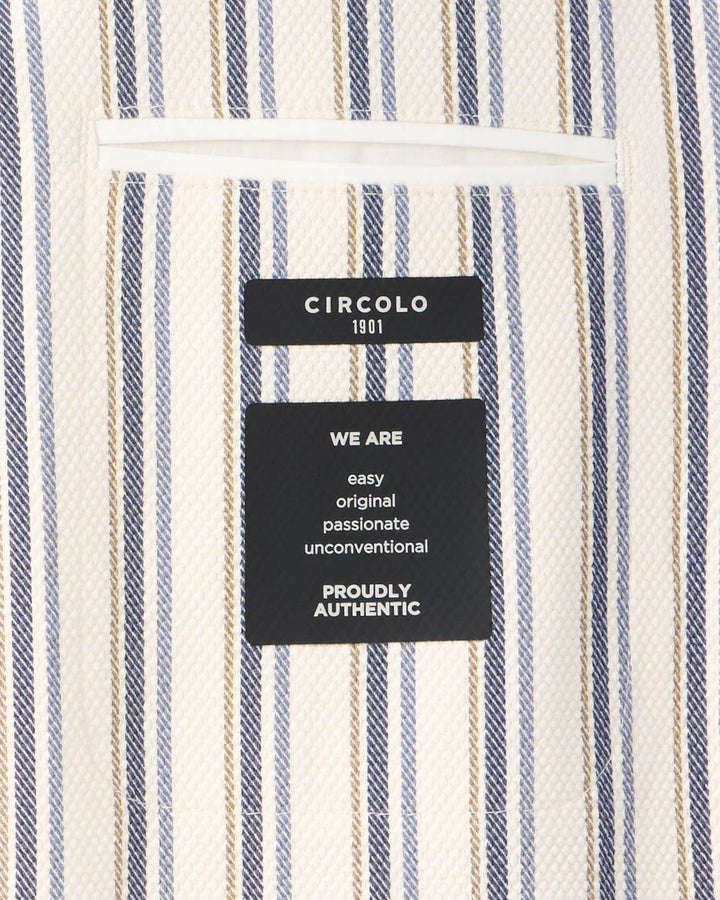 CIRCOLO
1901
WE ARE
easy
original
passionate
unconventional
PROUDLY
AUTHENTIC